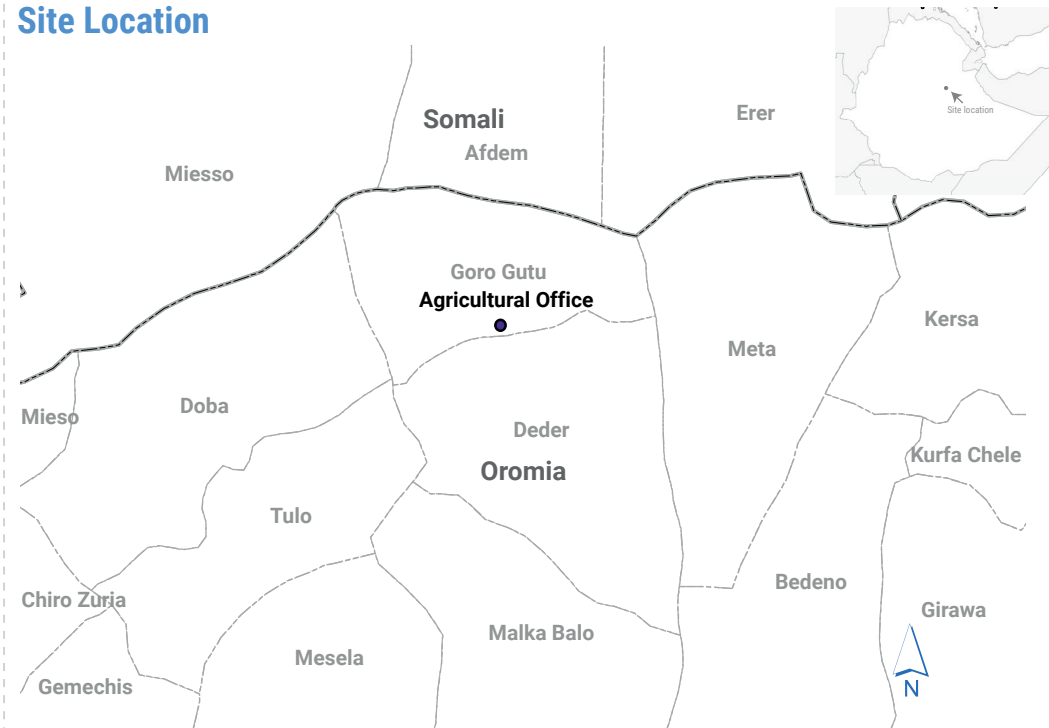 Site Location
Site location
Somali
Erer
Afdem
Miesso
Goro Gutu
Agricultural Office
Kersa
Meta
Doba
Mieso
Deder
Kurfa Chele
Oromia
Tulo
Bedeno
Chiro Zuria
Girawa
Malka Balo
Mesela
Gemechis
N